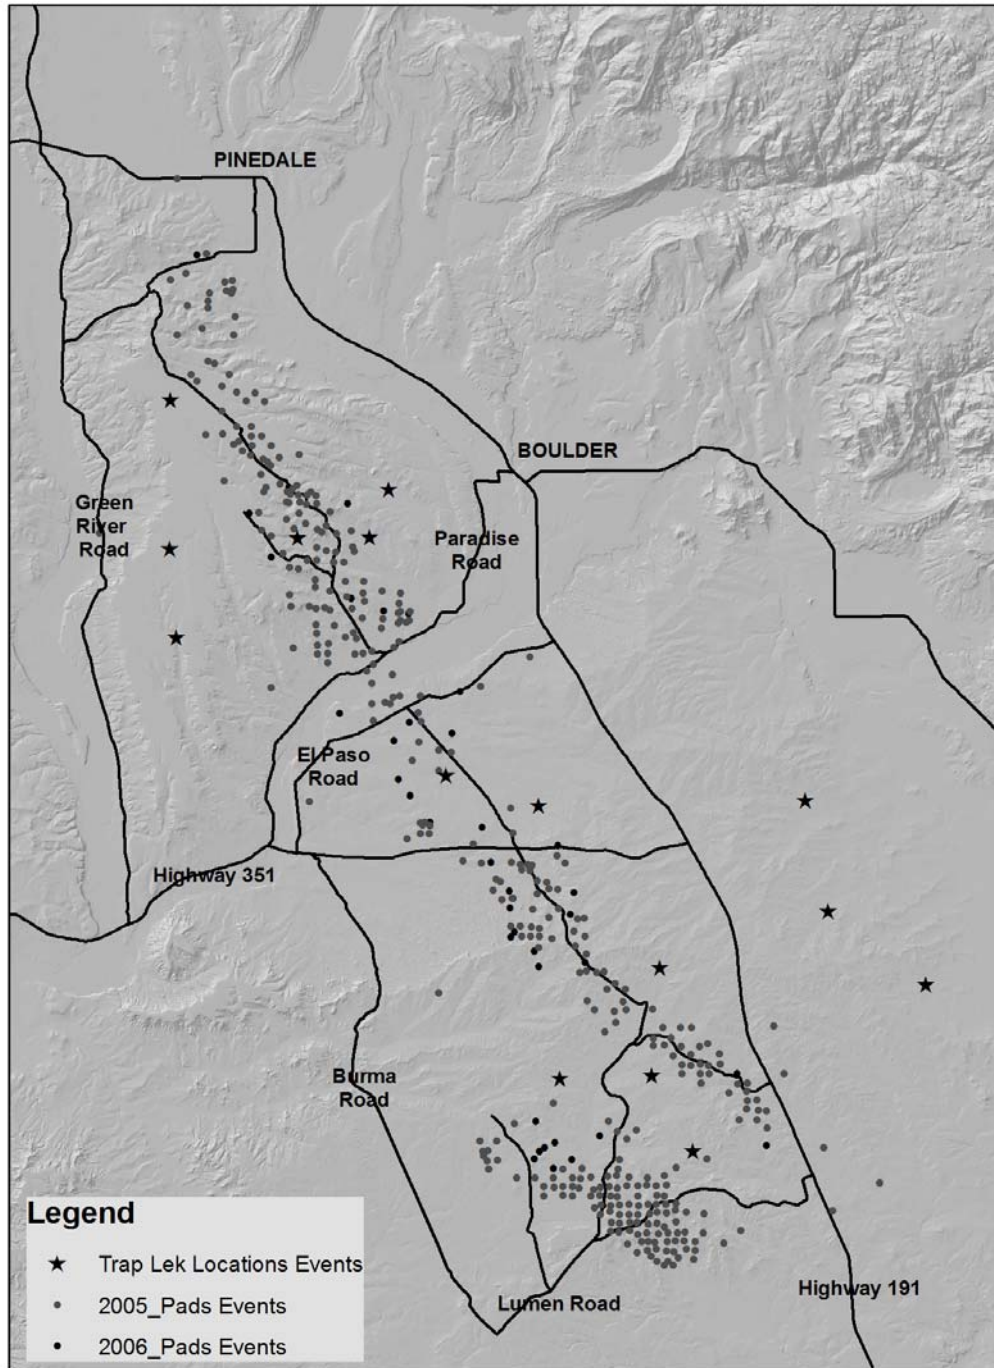 PINEDALE
BOULDER
Green
River
Road
Paradise
Road
El Paso
Road
Highway 351
Burma
Road
Legend
Trap Lek Locations Events
2005_Pads Events
2006_Pads Events
Lumen Road
Highway 191